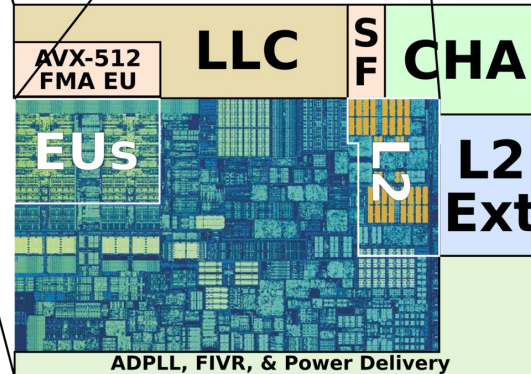 AVX-512
FMA EU
LLC
S
F
CHA
EUs
L2
L2
Ext
ADPLL, FIVR, & Power Delivery